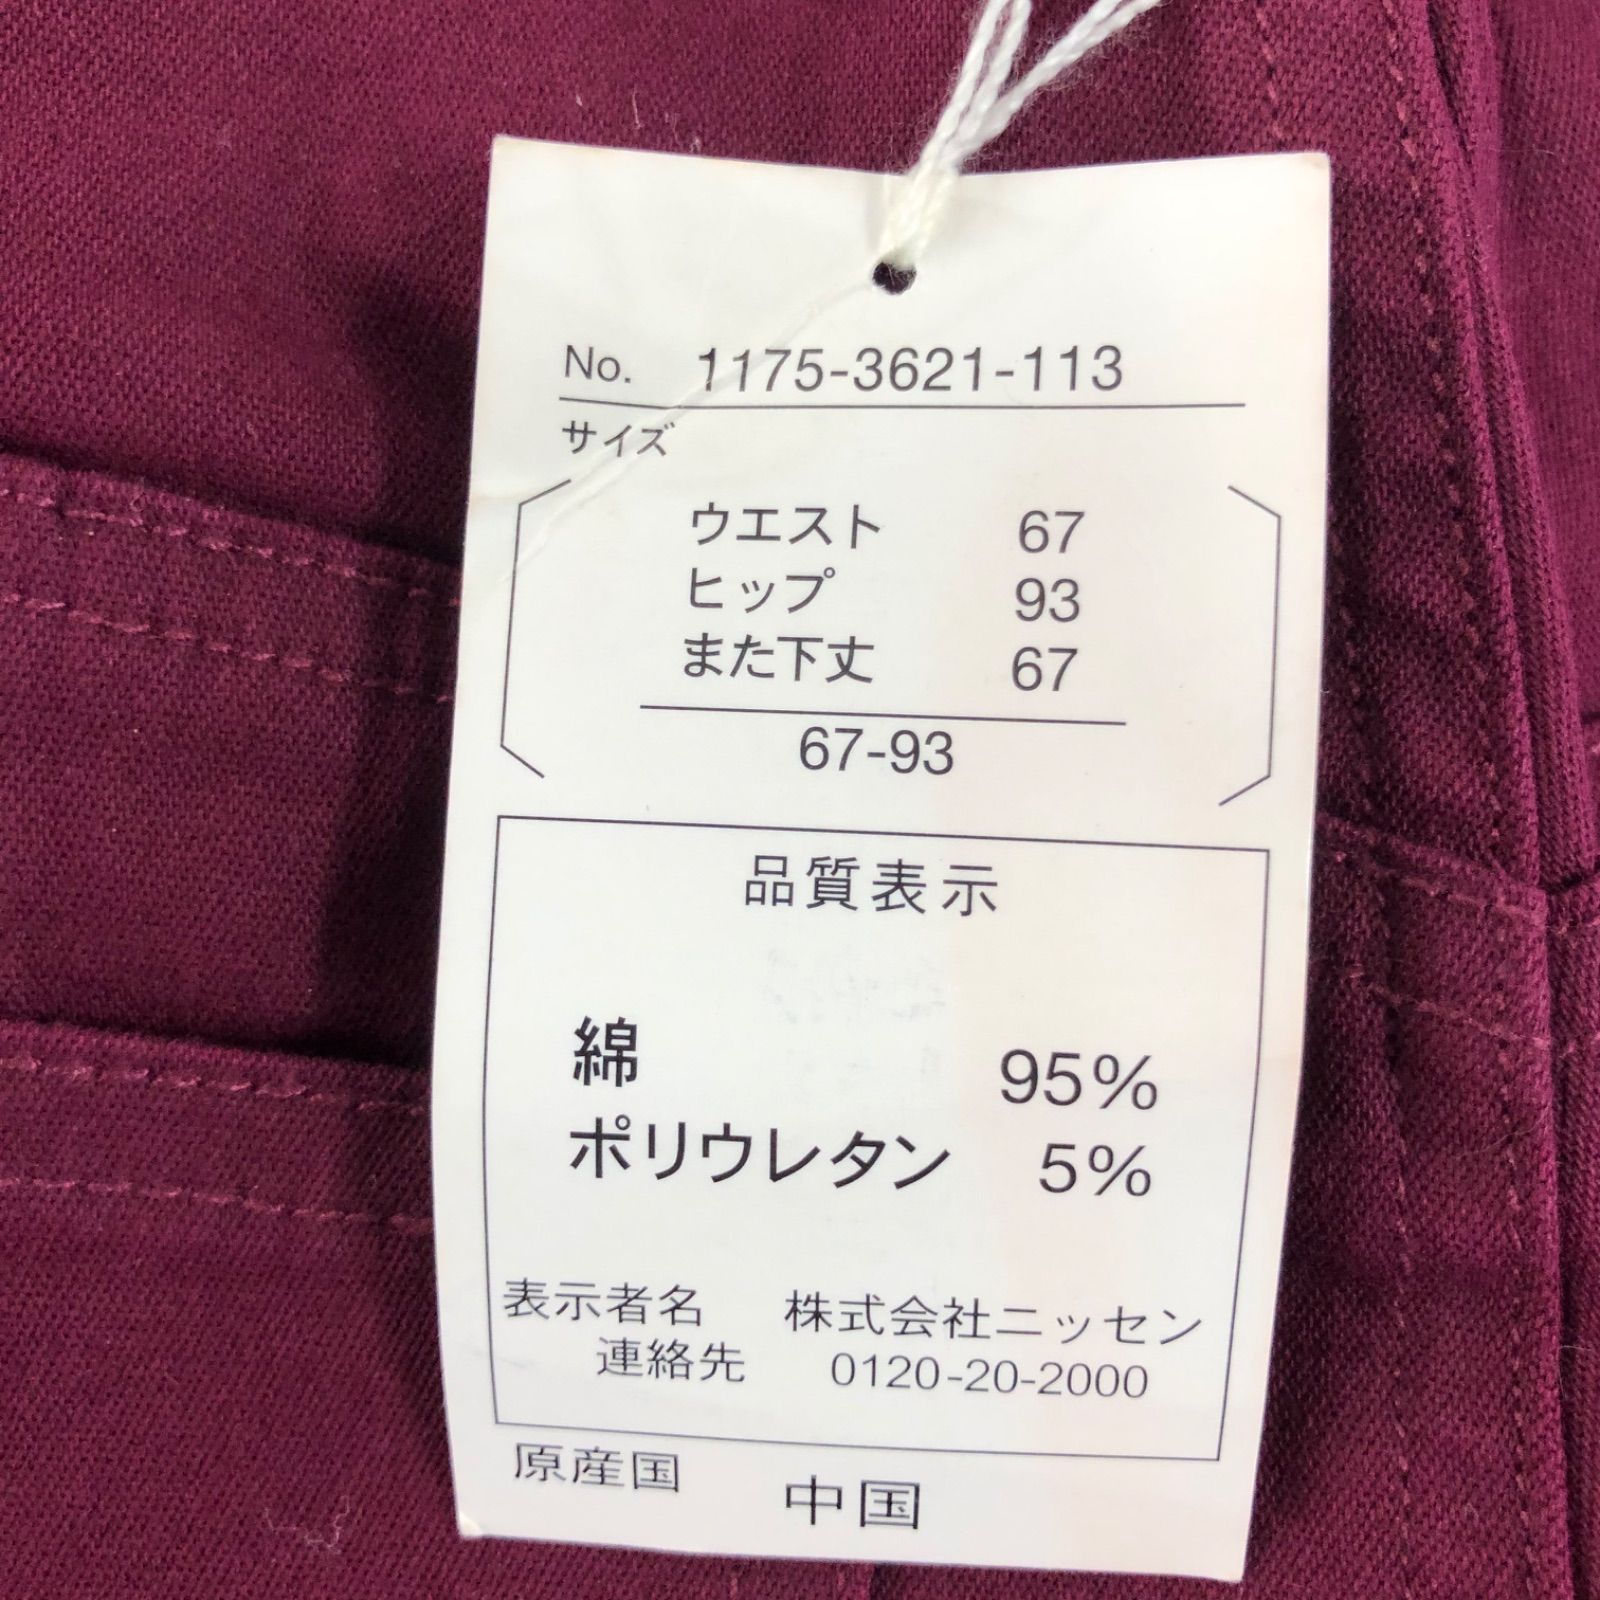 No. 1175-3621-113
サイズ
ウエスト 67
ヒップ 93
また下丈 67
67-93
品質表示
綿 95%
ポリウレタン 5%
表示者名 株式会社ニッセン
連絡先 0120-20-2000
原産国 中国